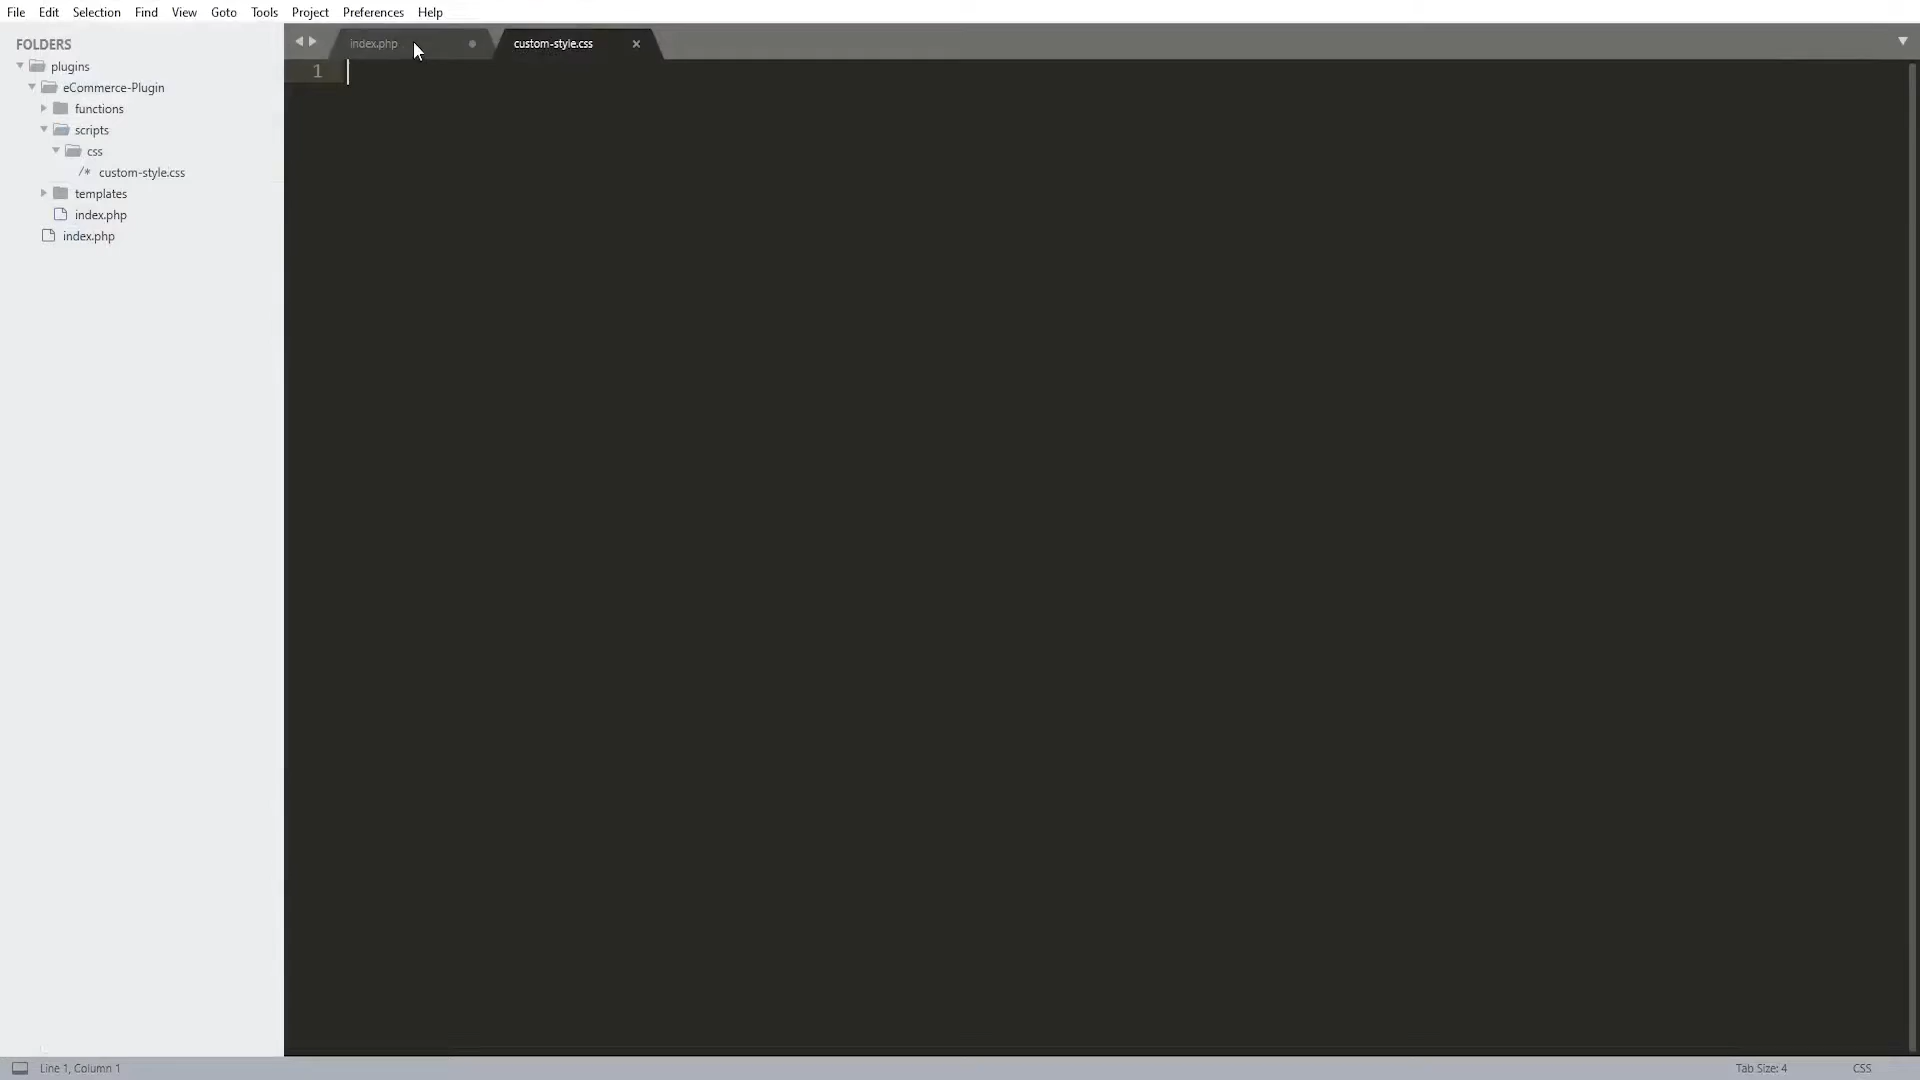 File Edit Selection Find View Goto Tools Project Preferences Help
FOLDERS
plugins
eCommerce-Plugin
functions
scripts
css
/* custom-style.css
templates
index.php
index.php
index.php custom-style.css
1
Line 1, Column 1 Tab Size: 4 CSS